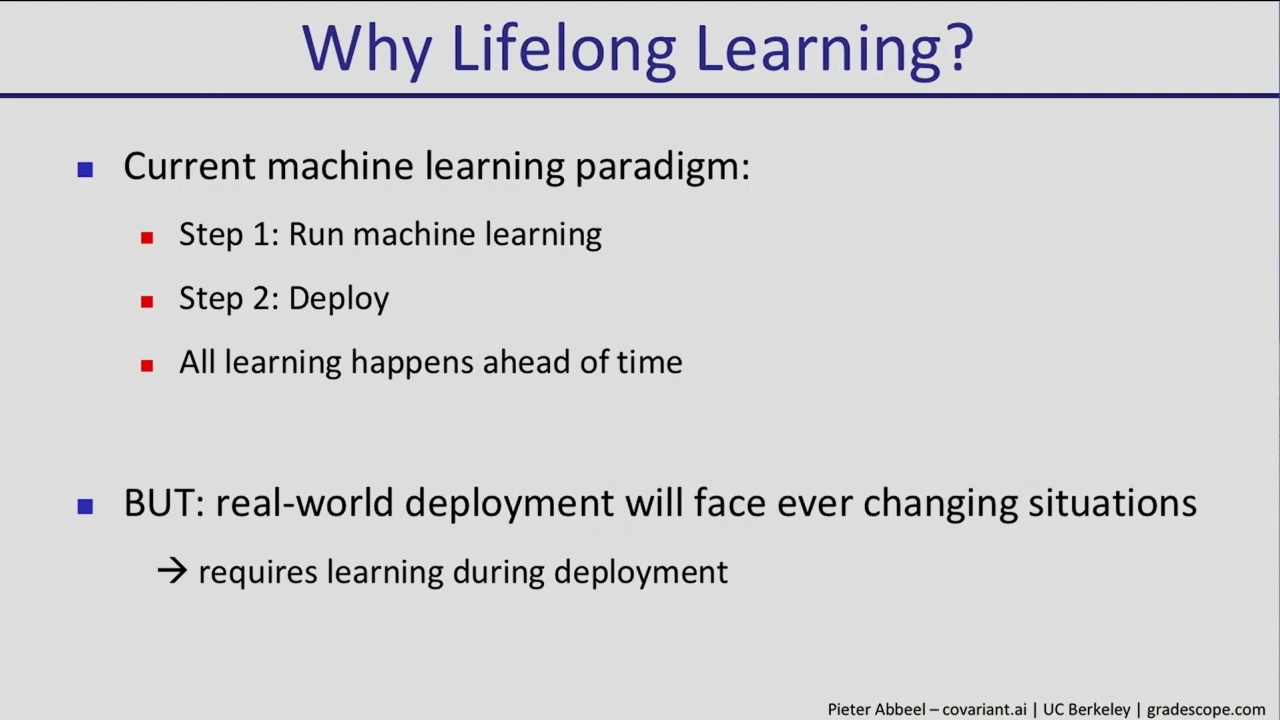 Why Lifelong Learning?
Current machine learning paradigm:
Step 1: Run machine learning
Step 2: Deploy
All learning happens ahead of time
BUT: real-world deployment will face ever changing situations
→ requires learning during deployment
Pieter Abbeel – covariant.ai | UC Berkeley | gradescope.com